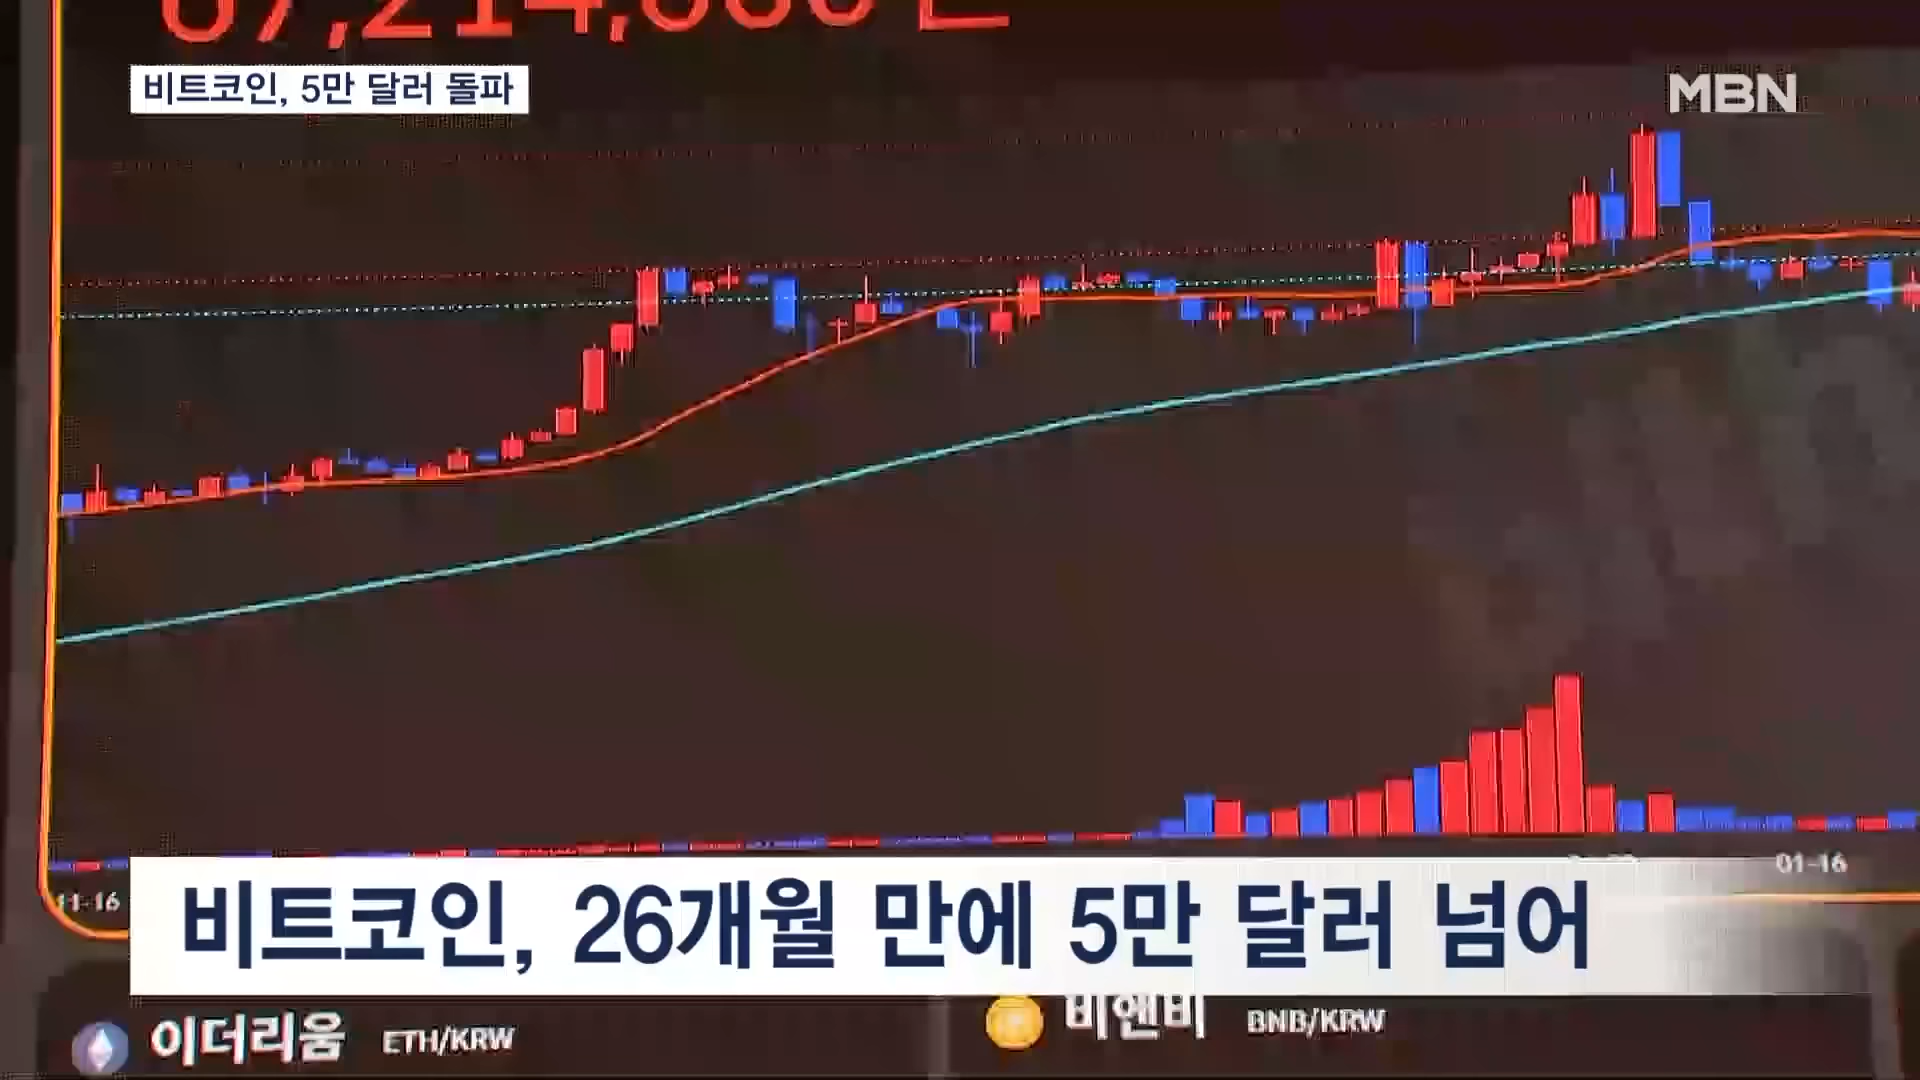 비트코인, 5만 달러 돌파
MBN
01-16
11-16
비트코인, 26개월 만에 5만 달러 넘어
이더리움 ETH/KRW
비앤비 BNB/KRW